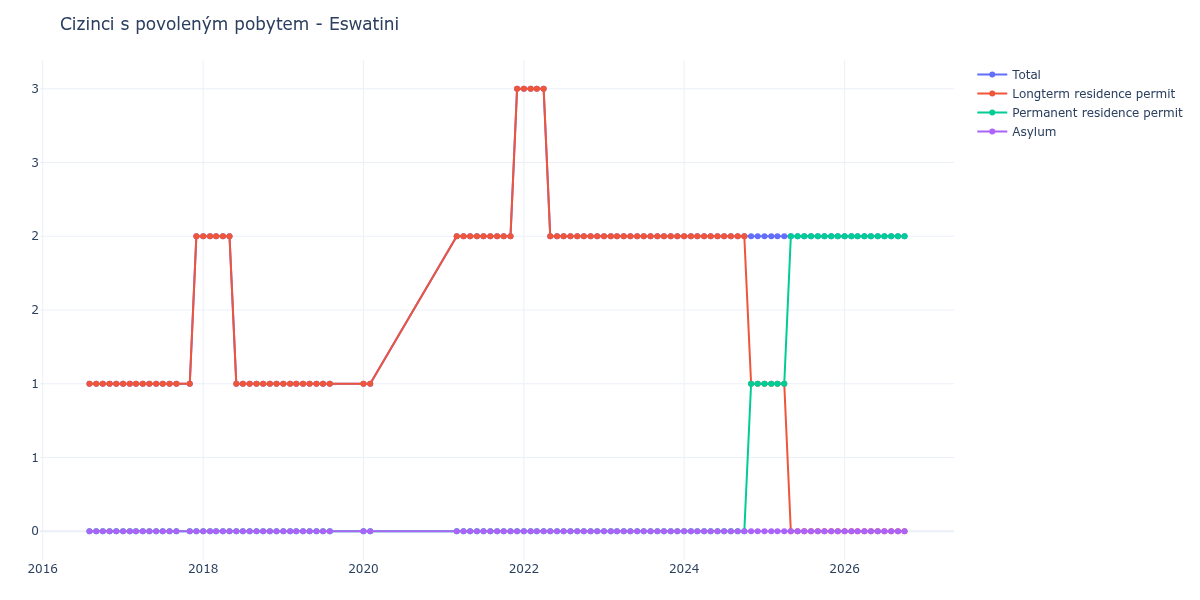 Cizinci s povoleným pobytem - Eswatini
Total
Longterm residence permit
Permanent residence permit
Asylum
3
3
2
2
1
1
0
2016
2018
2020
2022
2024
2026